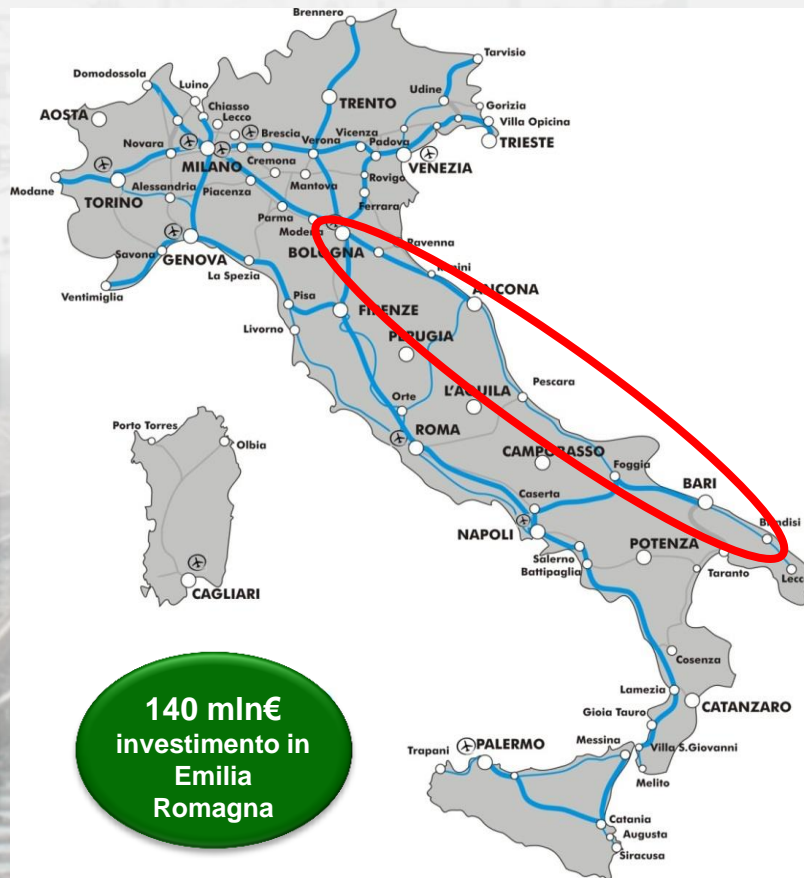 Brennero
Tarvisio
Domodossola
Luino
Udine
Chiasso
Lecco
TRENTO
Gorizia
Villa Opicina
AOSTA
Novara
Brescia
Vicenza
Padova
TRIESTE
Verona
MILANO
Cremona
VENEZIA
Modane
TORINO
Alessandria
Piacenza
Mantova
Rovigo
Ferrara
Parma
Modena
Ravenna
Savona
GENOVA
BOLOGNA
Rimini
La Spezia
ANCONA
Ventimiglia
Pisa
FIRENZE
Livorno
PERUGIA
Pescara
Orte
L'AQUILA
Porto Torres
Olbia
ROMA
CAMPOBASSO
Foggia
BARI
Caserta
Brindisi
NAPOLI
POTENZA
Salerno
Battipaglia
Taranto
Lecce
CAGLIARI
Cosenza
Lamezia
CATANZARO
Gioia Tauro
140 mln€
investimento in
Emilia
Romagna
Trapani
PALERMO
Messina
Villa S.Giovanni
Melito
Catania
Augusta
Siracusa